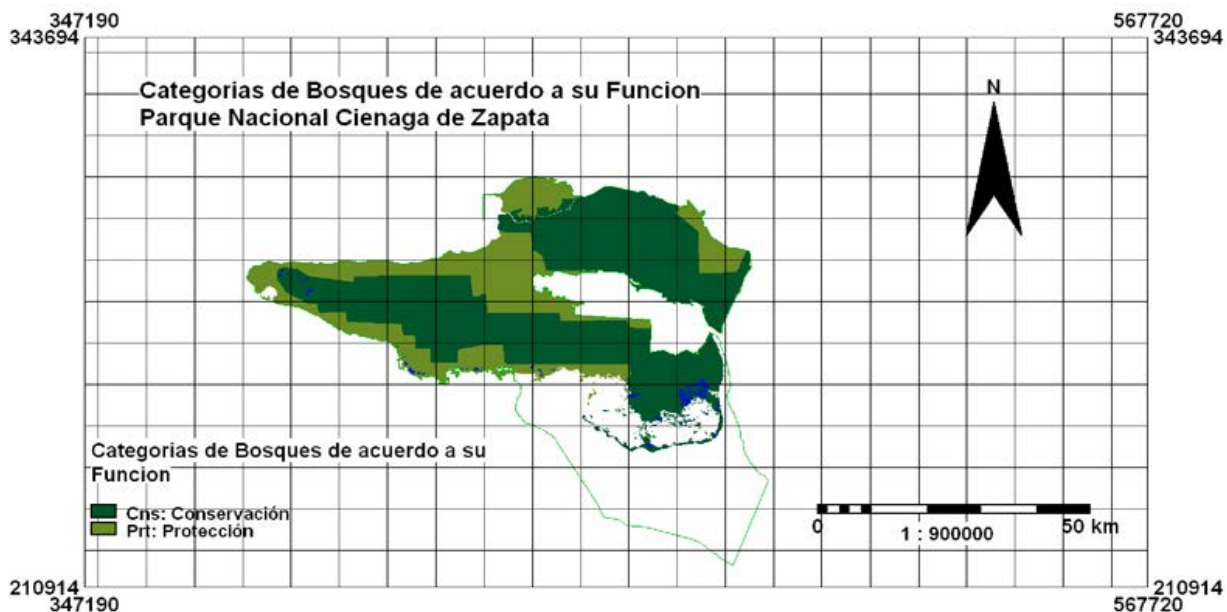 347190
567720
343694
343694
Categorias de Bosques de acuerdo a su Funcion
Parque Nacional Cienaga de Zapata
N
Categorias de Bosques de acuerdo a su
Funcion
Cns: Conservación
Prt: Protección
0
50 km
1 : 900000
210914
210914
347190
567720